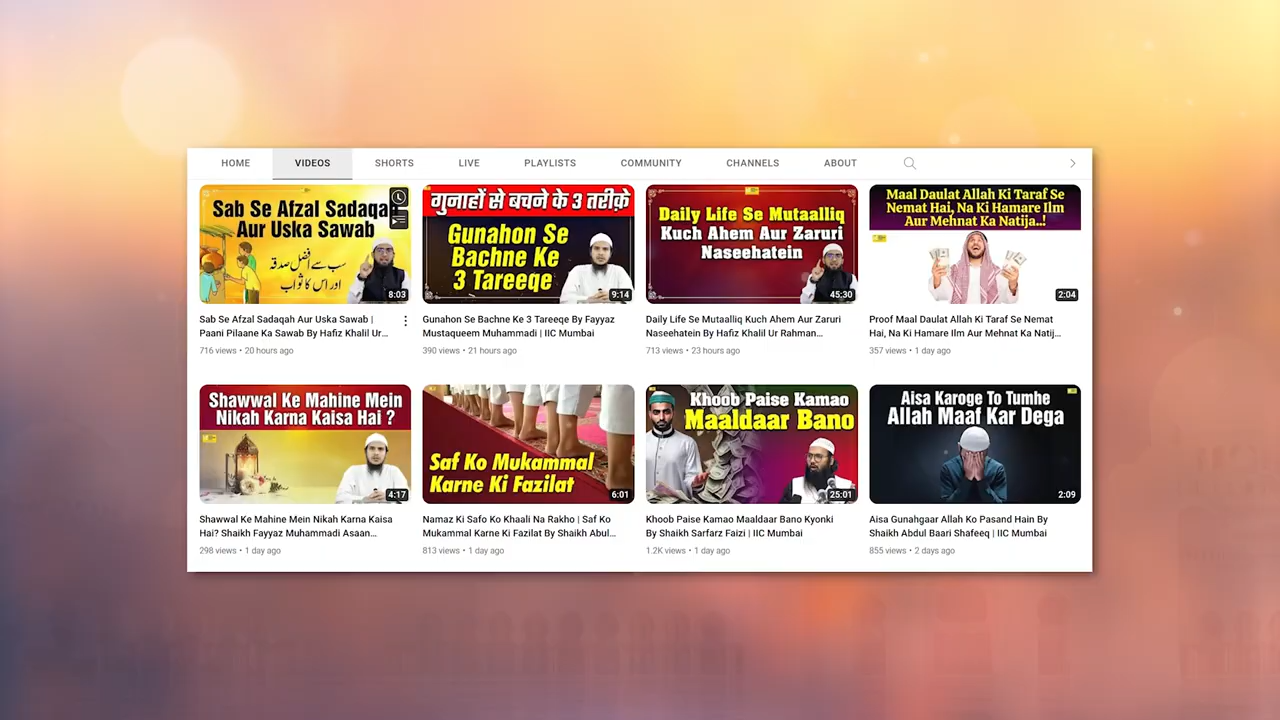 HOME VIDEOS SHORTS LIVE PLAYLISTS COMMUNITY CHANNELS ABOUT
Sab Se Afzal Sadaqa
Aur Uska Sawab
سب سے افضل صدقہ
اور اس کا ثواب
8:03
Sab Se Afzal Sadaqah Aur Uska Sawab |
Paani Pilaane Ka Sawab By Hafiz Khalil Ur...
716 views • 20 hours ago
गुनाहों से बचने के 3 तरीक़े
Gunahon Se
Bachne Ke
3 Tareeqe
9:14
Gunahon Se Bachne Ke 3 Tareeqe By Fayyaz
Mustaqueem Muhammadi | IIC Mumbai
390 views • 21 hours ago
Daily Life Se Mutaalliq
Kuch Ahem Aur Zaruri
Naseehatein
45:30
Daily Life Se Mutaalliq Kuch Ahem Aur Zaruri
Naseehatein By Hafiz Khalil Ur Rahman...
713 views • 23 hours ago
Maal Daulat Allah Ki Taraf Se
Nemat Hai, Na Ki Hamare Ilm
Aur Mehnat Ka Natija..!
2:04
Proof Maal Daulat Allah Ki Taraf Se Nemat
Hai, Na Ki Hamare Ilm Aur Mehnat Ka Natij...
357 views • 1 day ago
Shawwal Ke Mahine Mein
Nikah Karna Kaisa Hai ?
4:17
Shawwal Ke Mahine Mein Nikah Karna Kaisa
Hai? Shaikh Fayyaz Muhammadi Asaan...
298 views • 1 day ago
Saf Ko Mukammal
Karne Ki Fazilat
6:01
Namaz Ki Safo Ko Khaali Na Rakho | Saf Ko
Mukammal Karne Ki Fazilat By Shaikh Abul...
813 views • 1 day ago
Khoob Paise Kamao
Maaldaar Bano
25:01
Khoob Paise Kamao Maaldaar Bano Kyonki
By Shaikh Sarfarz Faizi | IIC Mumbai
1.2K views • 1 day ago
Aisa Karoge To Tumhe
Allah Maaf Kar Dega
2:09
Aisa Gunahgaar Allah Ko Pasand Hain By
Shaikh Abdul Baari Shafeeq | IIC Mumbai
855 views • 2 days ago